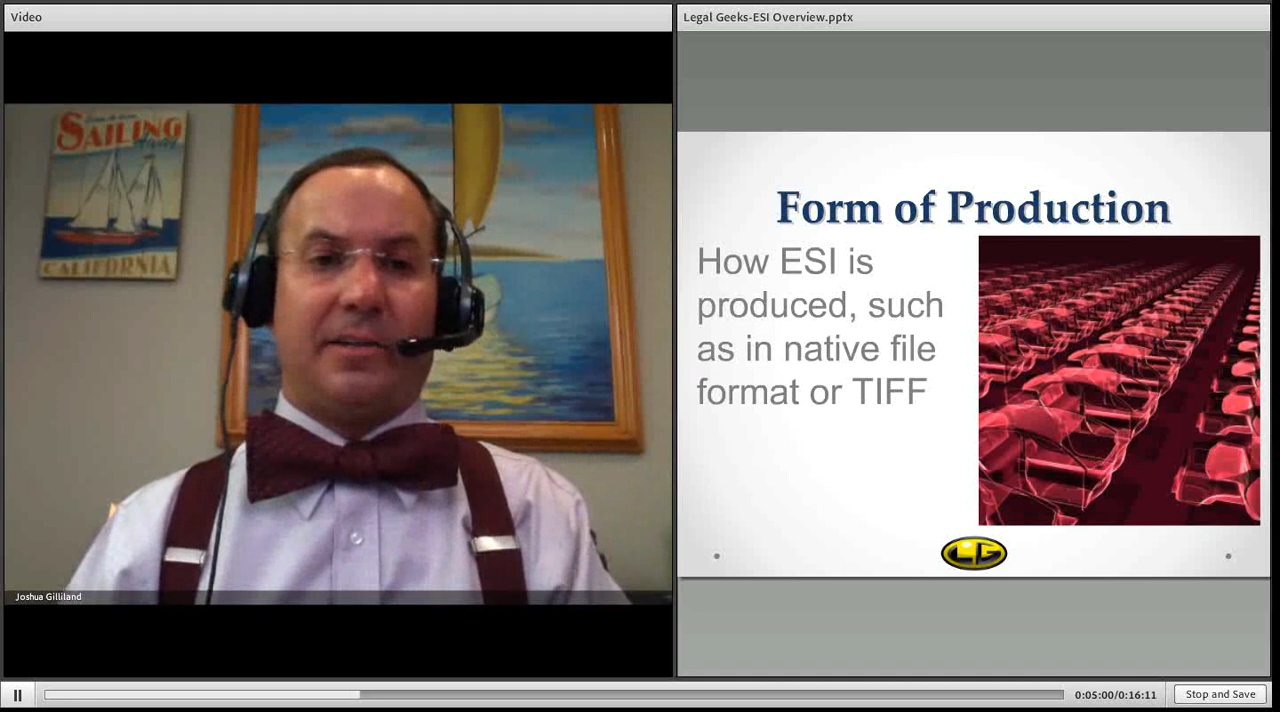 Video
SAILING
CALIFORNIA
Joshua Gilliland
Legal Geeks-ESI Overview.pptx
Form of Production
How ESI is
produced, such
as in native file
format or TIFF
LG
0:05:00/0:16:11
Stop and Save